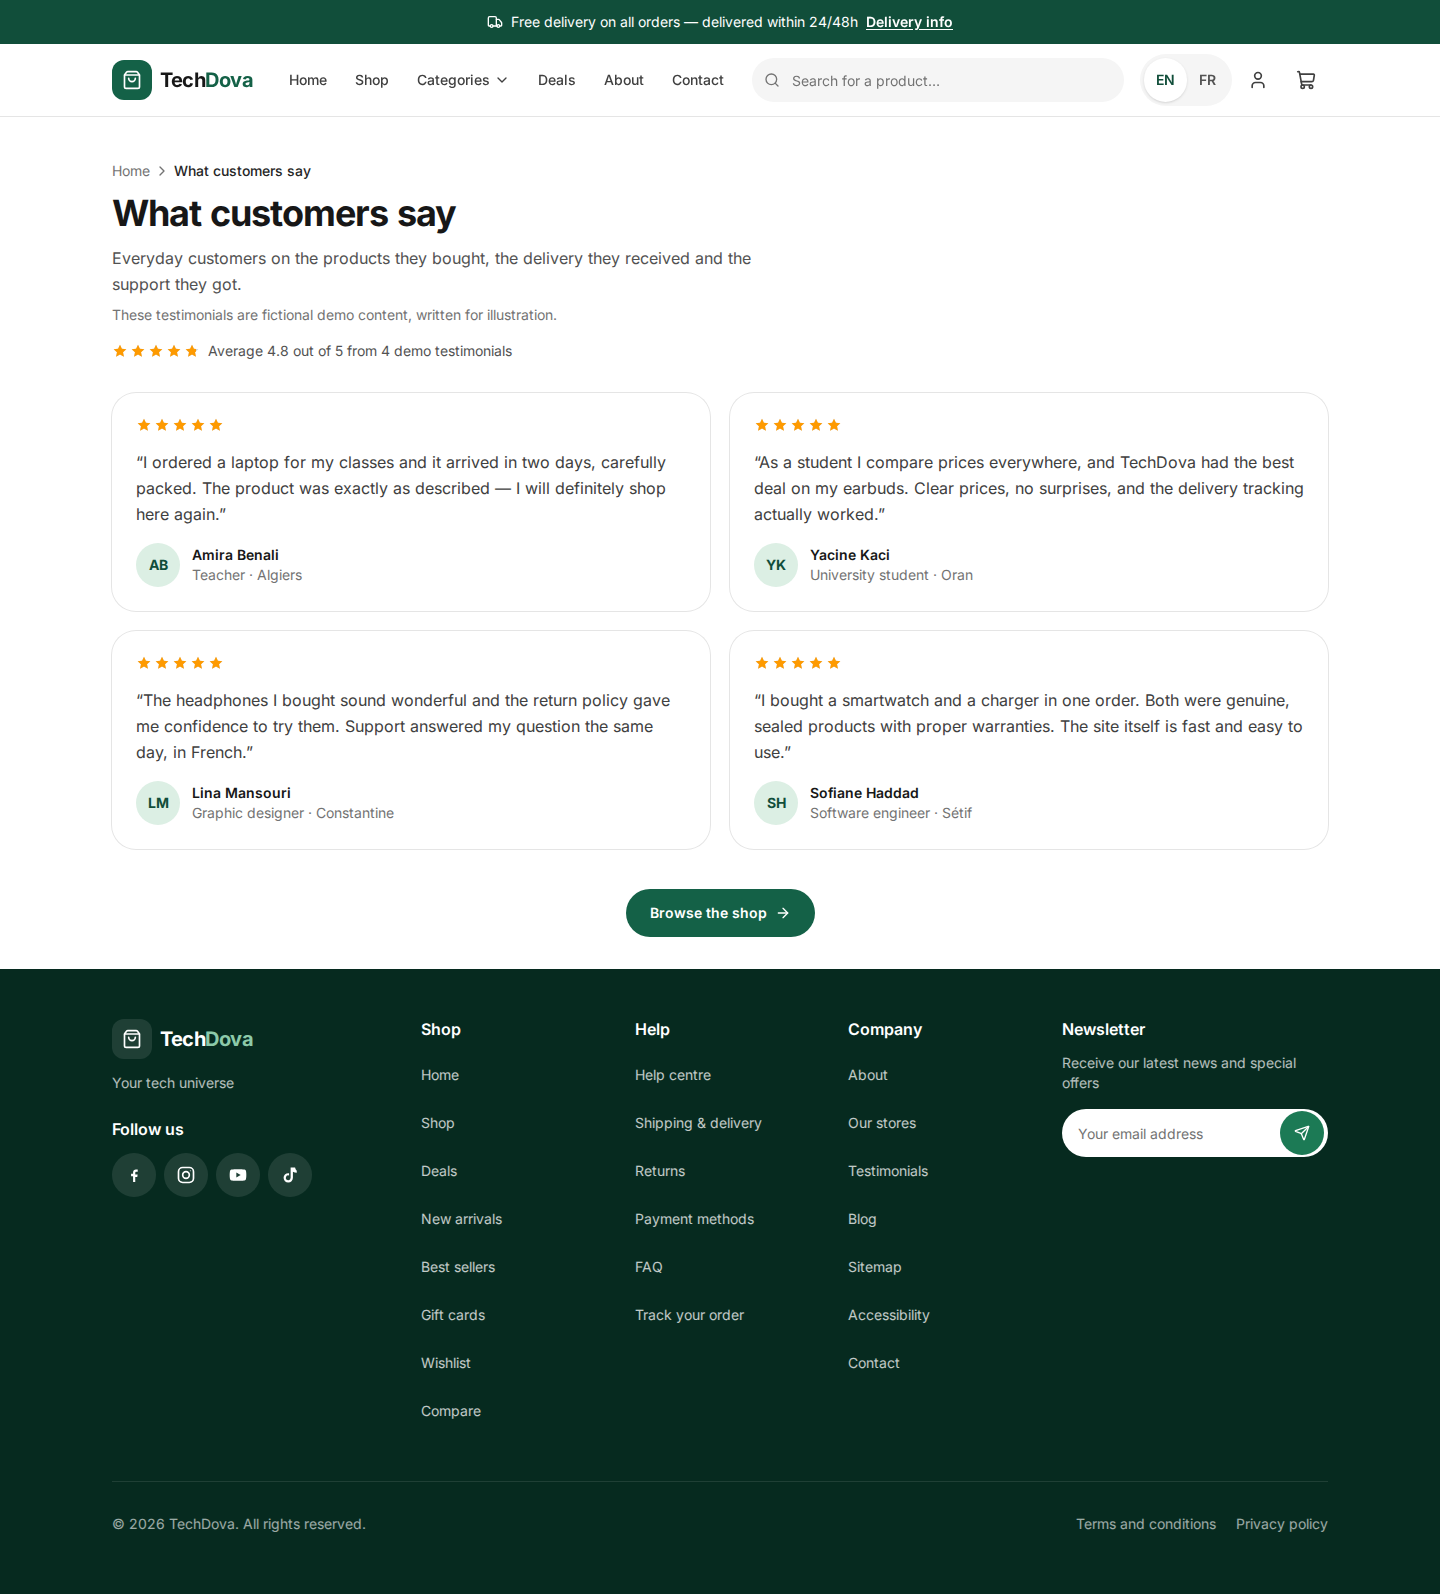 Free delivery on all orders — delivered within 24/48h Delivery info
TechDova Home Shop Categories Deals About Contact Search for a product... EN FR
Home What customers say
What customers say
Everyday customers on the products they bought, the delivery they received and the
support they got.
These testimonials are fictional demo content, written for illustration.
Average 4.8 out of 5 from 4 demo testimonials
“I ordered a laptop for my classes and it arrived in two days, carefully
packed. The product was exactly as described — I will definitely shop
here again.”
AB
Amira Benali
Teacher · Algiers
“As a student I compare prices everywhere, and TechDova had the best
deal on my earbuds. Clear prices, no surprises, and the delivery tracking
actually worked.”
YK
Yacine Kaci
University student · Oran
“The headphones I bought sound wonderful and the return policy gave
me confidence to try them. Support answered my question the same
day, in French.”
LM
Lina Mansouri
Graphic designer · Constantine
“I bought a smartwatch and a charger in one order. Both were genuine,
sealed products with proper warranties. The site itself is fast and easy to
use.”
SH
Sofiane Haddad
Software engineer · Sétif
Browse the shop
TechDova
Your tech universe
Follow us
Shop
Home
Shop
Deals
New arrivals
Best sellers
Gift cards
Wishlist
Compare
Help
Help centre
Shipping & delivery
Returns
Payment methods
FAQ
Track your order
Company
About
Our stores
Testimonials
Blog
Sitemap
Accessibility
Contact
Newsletter
Receive our latest news and special
offers
Your email address
© 2026 TechDova. All rights reserved.
Terms and conditions Privacy policy